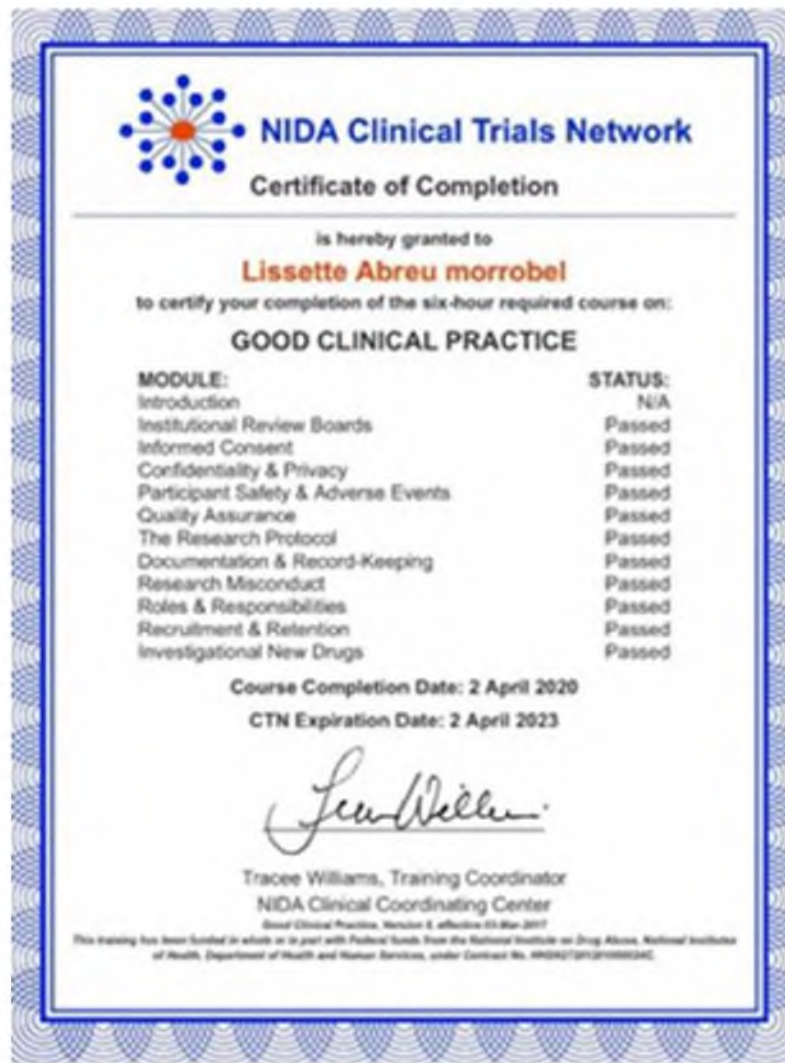 NIDA Clinical Trials Network
Certificate of Completion
is hereby granted to
Lissette Abreu morrobel
to certify your completion of the six-hour required course on:
GOOD CLINICAL PRACTICE
MODULE: STATUS:
Introduction N/A
Institutional Review Boards Passed
Informed Consent Passed
Confidentiality & Privacy Passed
Participant Safety & Adverse Events Passed
Quality Assurance Passed
The Research Protocol Passed
Documentation & Record-Keeping Passed
Research Misconduct Passed
Roles & Responsibilities Passed
Recruitment & Retention Passed
Investigational New Drugs Passed
Course Completion Date: 2 April 2020
CTN Expiration Date: 2 April 2023
Tracee Williams, Training Coordinator
NIDA Clinical Coordinating Center
Good Clinical Practice, Version 5, effective 03-Mar-2017
This training has been funded in whole or in part with Federal funds from the National Institute on Drug Abuse, National Institutes
of Health, Department of Health and Human Services, under Contract No.